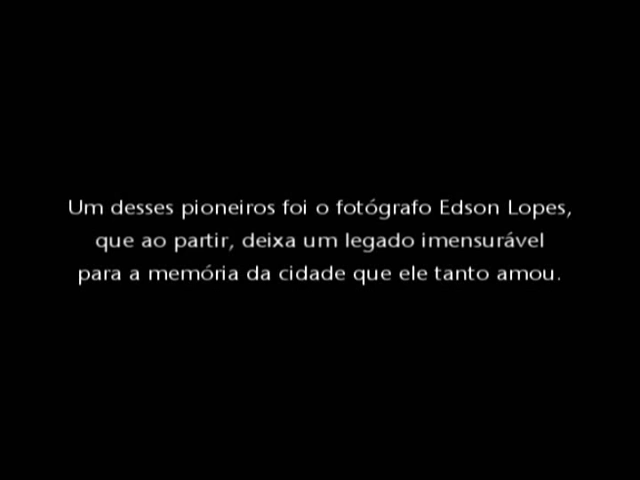 Um desses pioneiros foi o fotógrafo Edson Lopes,
que ao partir, deixa um legado imensurável
para a memória da cidade que ele tanto amou.